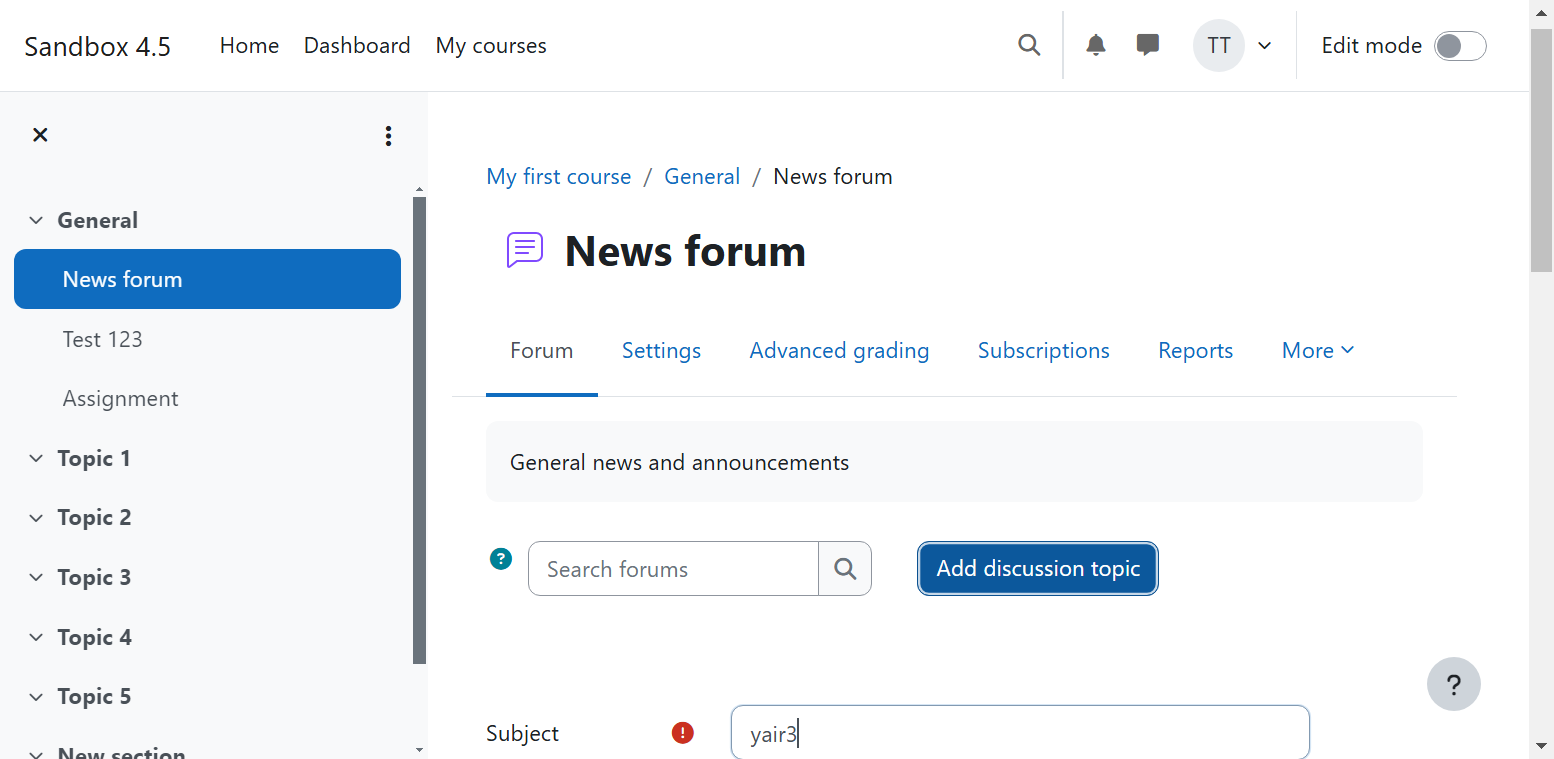 Sandbox 4.5 Home Dashboard My courses TT Edit mode
General
News forum
Test 123
Assignment
Topic 1
Topic 2
Topic 3
Topic 4
Topic 5
New section
My first course / General / News forum
News forum
Forum Settings Advanced grading Subscriptions Reports More
General news and announcements
? Search forums Add discussion topic
?
Subject ! yair3